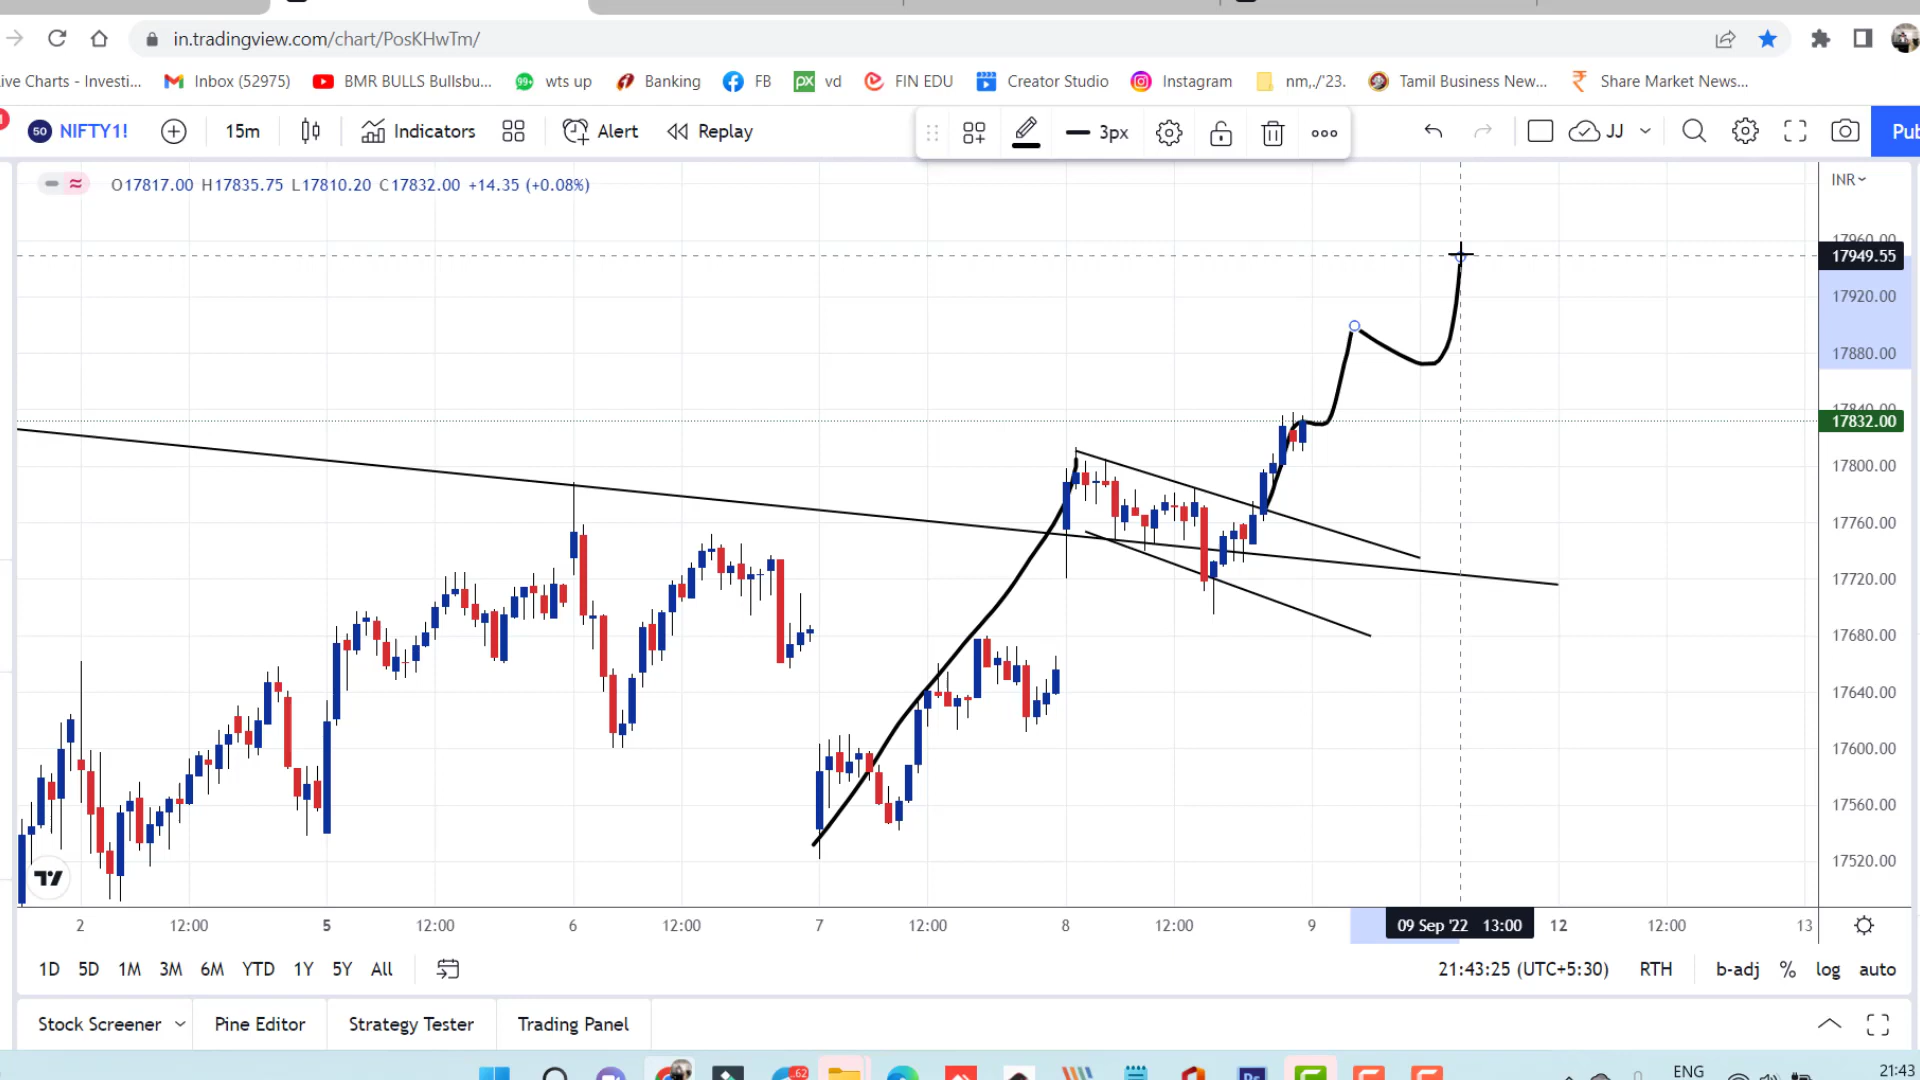 in.tradingview.com/chart/PosKHwTm/
ive Charts - Investi... Inbox (52975) BMR BULLS Bullsbu... 99+ wts up Banking FB px vd FIN EDU Creator Studio Instagram nm,./'23. Tamil Business New... Share Market News...
50 NIFTY1! 15m Indicators Alert Replay 3px JJ Pub
O17817.00 H17835.75 L17810.20 C17832.00 +14.35 (+0.08%)
INR
17960.00
17949.55
17920.00
17880.00
17840.00
17832.00
17800.00
17760.00
17720.00
17680.00
17640.00
17600.00
17560.00
17520.00
2 12:00 5 12:00 6 12:00 7 12:00 8 12:00 9 09 Sep '22 13:00 12 12:00 13
1D 5D 1M 3M 6M YTD 1Y 5Y All 21:43:25 (UTC+5:30) RTH b-adj % log auto
Stock Screener Pine Editor Strategy Tester Trading Panel
62 Ps ENG 21:43